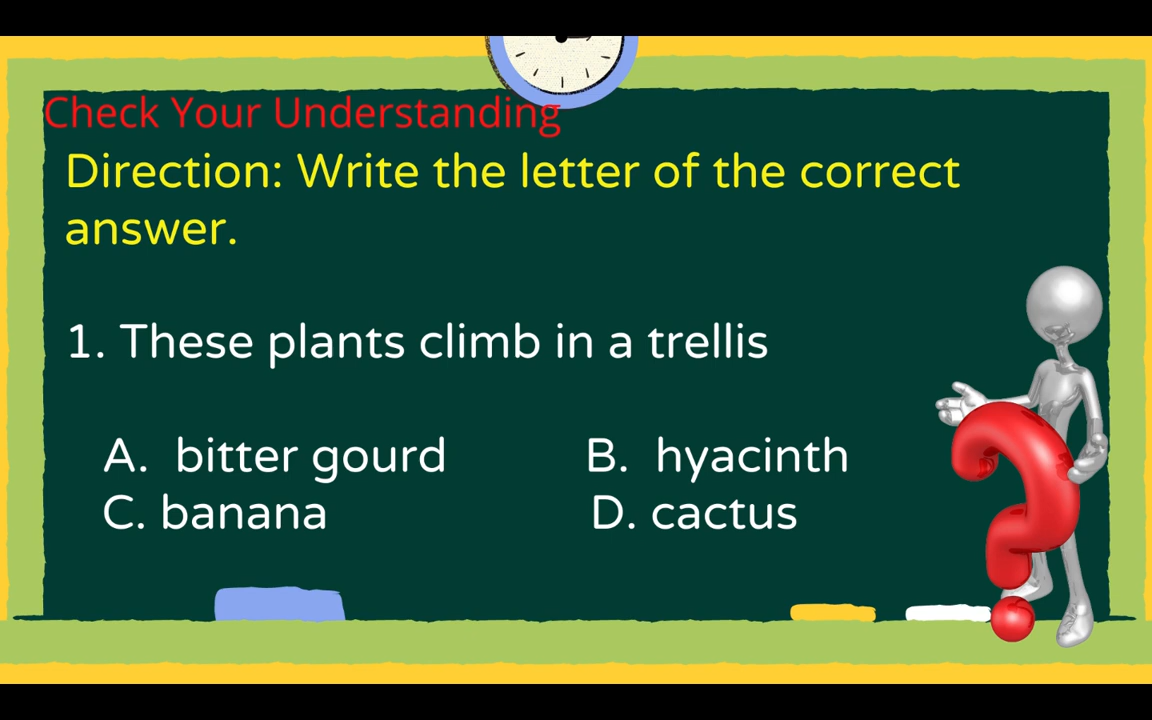 Check Your Understanding
Direction: Write the letter of the correct
answer.
1. These plants climb in a trellis
A. bitter gourd B. hyacinth
C. banana D. cactus